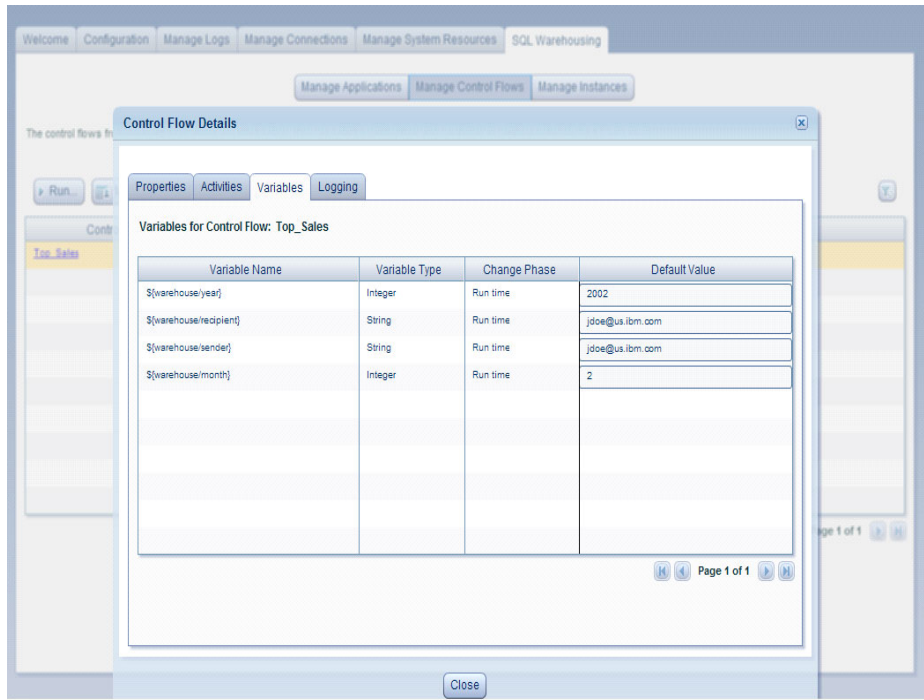 Welcome Configuration Manage Logs Manage Connections Manage System Resources SQL Warehousing
Manage Applications Manage Control Flows Manage Instances
Control Flow Details
The control flows
Run...
Properties Activities Variables Logging
Variables for Control Flow: Top_Sales
Top_Sales
Variable Name Variable Type Change Phase Default Value
${warehouse/year} Integer Run time 2002
${warehouse/recipient} String Run time jdoe@us.ibm.com
${warehouse/sender} String Run time jdoe@us.ibm.com
${warehouse/month} Integer Run time 2
of 1
Page 1 of 1
Close